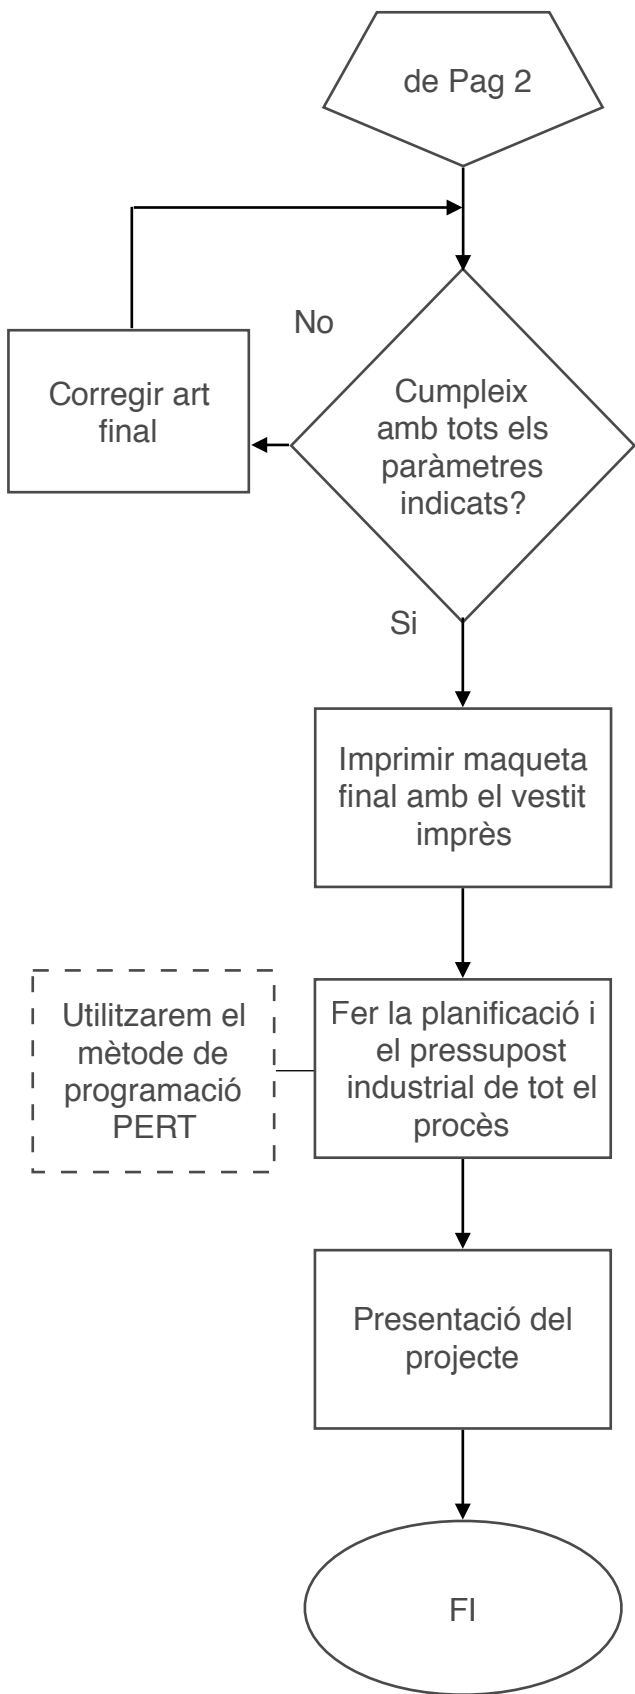 de Pag 2
No
Corregir art
final
Cumpleix
amb tots els
paràmetres
indicats?
Si
Imprimir maqueta
final amb el vestit
imprès
Utilitzarem el
mètode de
programació
PERT
Fer la planificació i
el pressupost
industrial de tot el
procès
Presentació del
projecte
FI